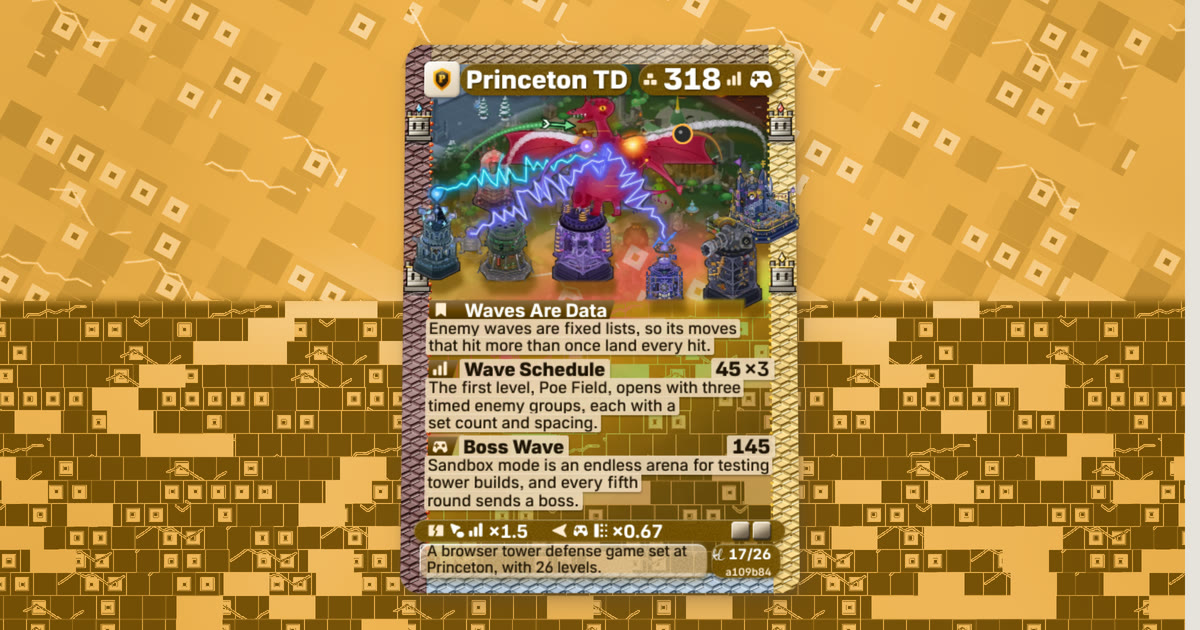 P
Princeton TD
318
Waves Are Data
Enemy waves are fixed lists, so its moves
that hit more than once land every hit.
Wave Schedule
45 ×3
The first level, Poe Field, opens with three
timed enemy groups, each with a
set count and spacing.
Boss Wave
145
Sandbox mode is an endless arena for testing
tower builds, and every fifth
round sends a boss.
×1.5
×0.67
A browser tower defense game set at
Princeton, with 26 levels.
17/26
a109b84